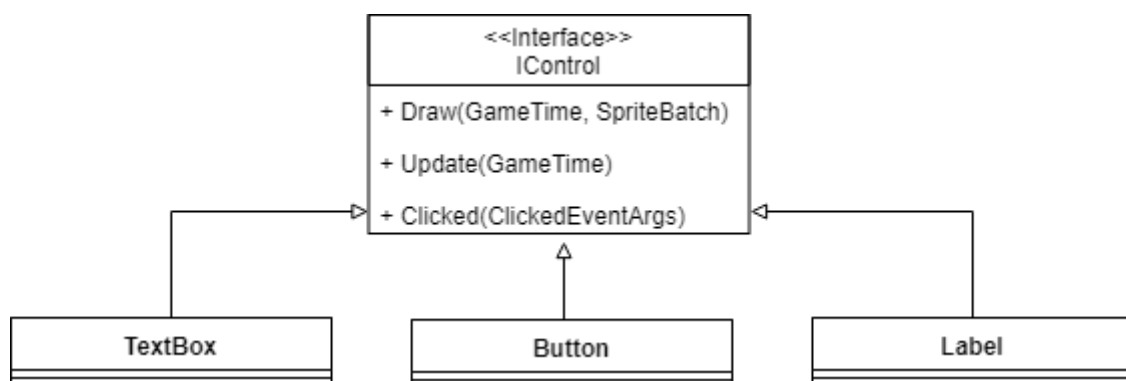 <<Interface>>
IControl
+ Draw(GameTime, SpriteBatch)
+ Update(GameTime)
+ Clicked(ClickedEventArgs)
TextBox
Button
Label